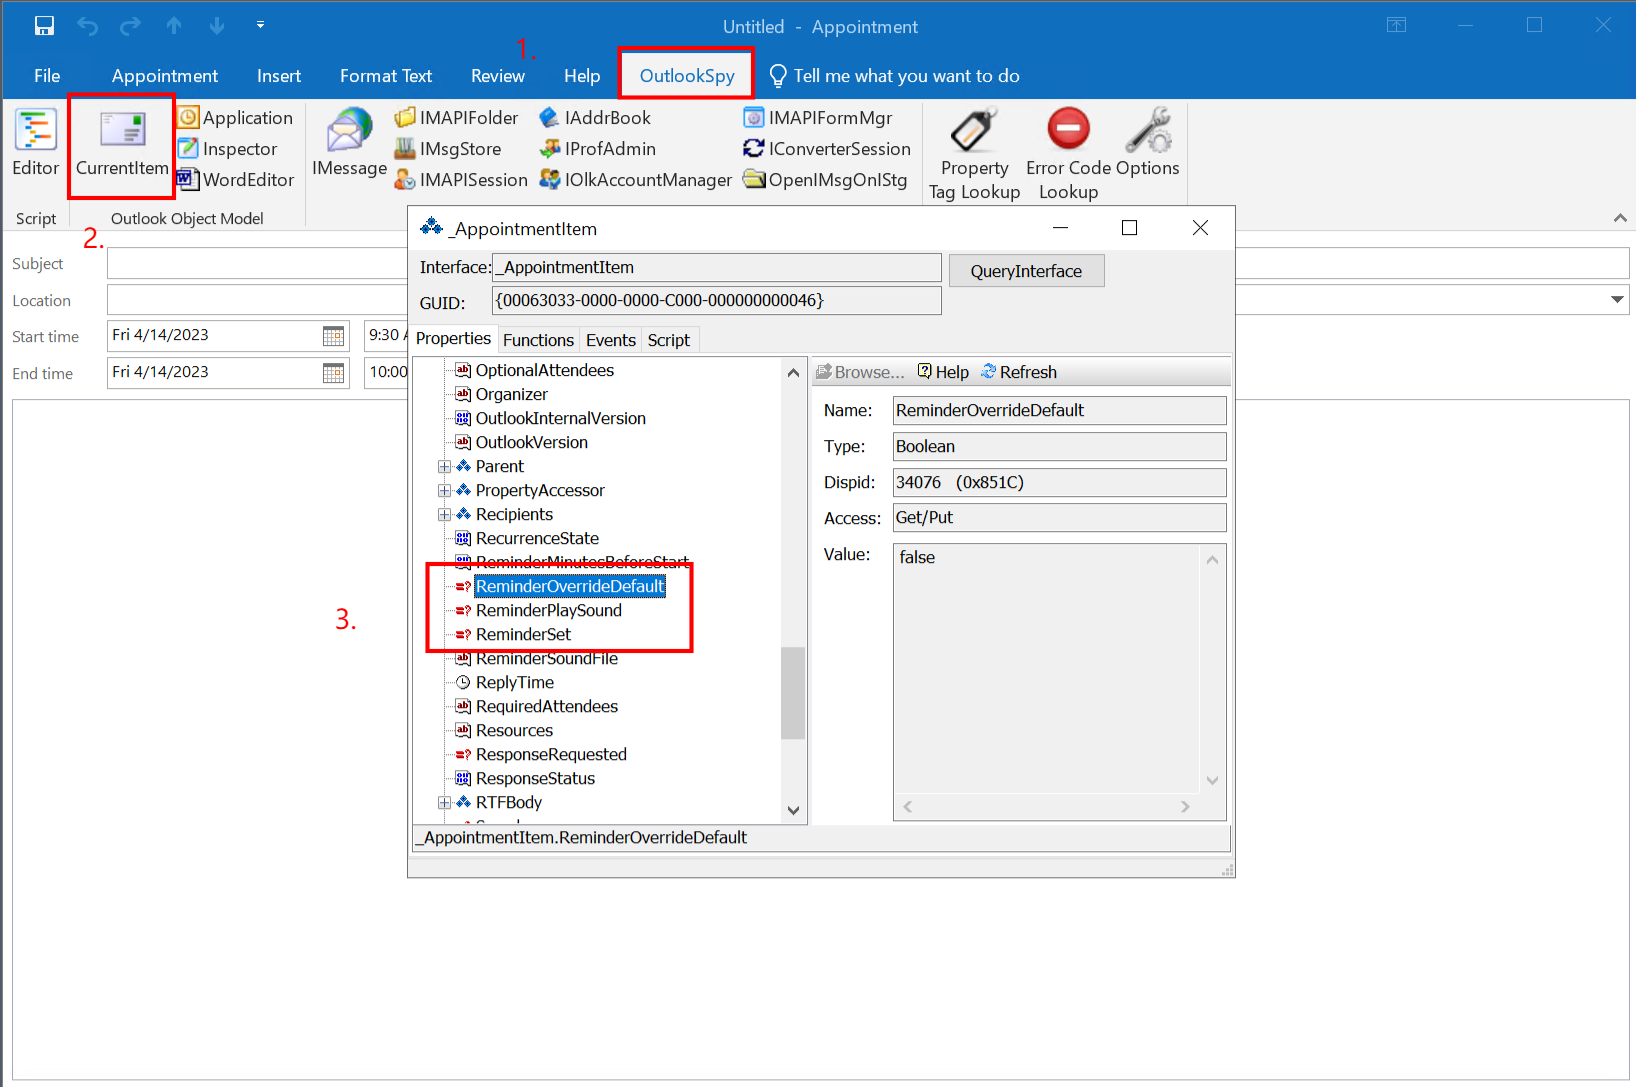 Untitled - Appointment
1.
File Appointment Insert Format Text Review Help OutlookSpy Tell me what you want to do
Editor
Script
CurrentItem
Application
Inspector
WordEditor
Outlook Object Model
IMessage
IMAPIFolder
IMsgStore
IMAPISession
IAddrBook
IProfAdmin
IOlkAccountManager
IMAPIFormMgr
IConverterSession
OpenIMsgOnIStg
Property
Tag Lookup
Error Code
Lookup
Options
2.
Subject
Location
Start time Fri 4/14/2023 9:30
End time Fri 4/14/2023 10:00
_AppointmentItem
Interface: _AppointmentItem QueryInterface
GUID: {00063033-0000-0000-C000-000000000046}
Properties Functions Events Script
OptionalAttendees
Organizer
OutlookInternalVersion
OutlookVersion
Parent
PropertyAccessor
Recipients
RecurrenceState
ReminderMinutesBeforeStart
3.
ReminderOverrideDefault
ReminderPlaySound
ReminderSet
ReminderSoundFile
ReplyTime
RequiredAttendees
Resources
ResponseRequested
ResponseStatus
RTFBody
Browse... Help Refresh
Name: ReminderOverrideDefault
Type: Boolean
Dispid: 34076 (0x851C)
Access: Get/Put
Value: false
_AppointmentItem.ReminderOverrideDefault